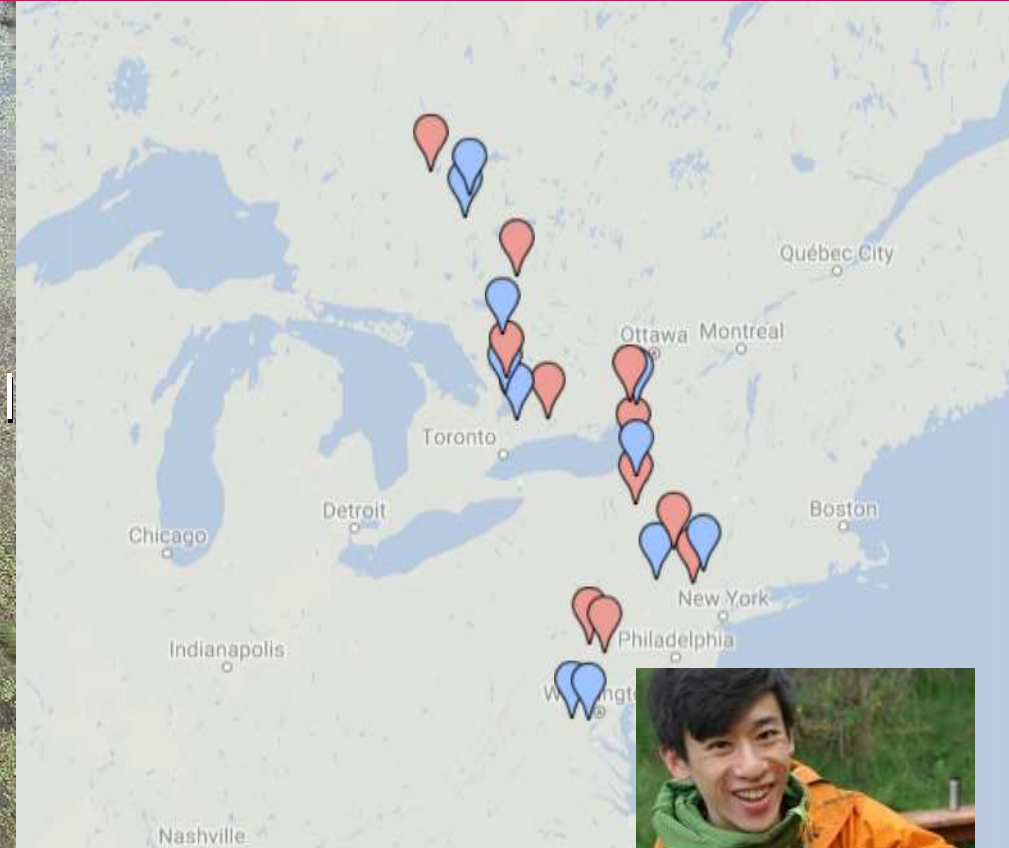 Québec City
Ottawa Montreal
Toronto
Detroit
Boston
Chicago
New York
Philadelphia
Indianapolis
Nashville